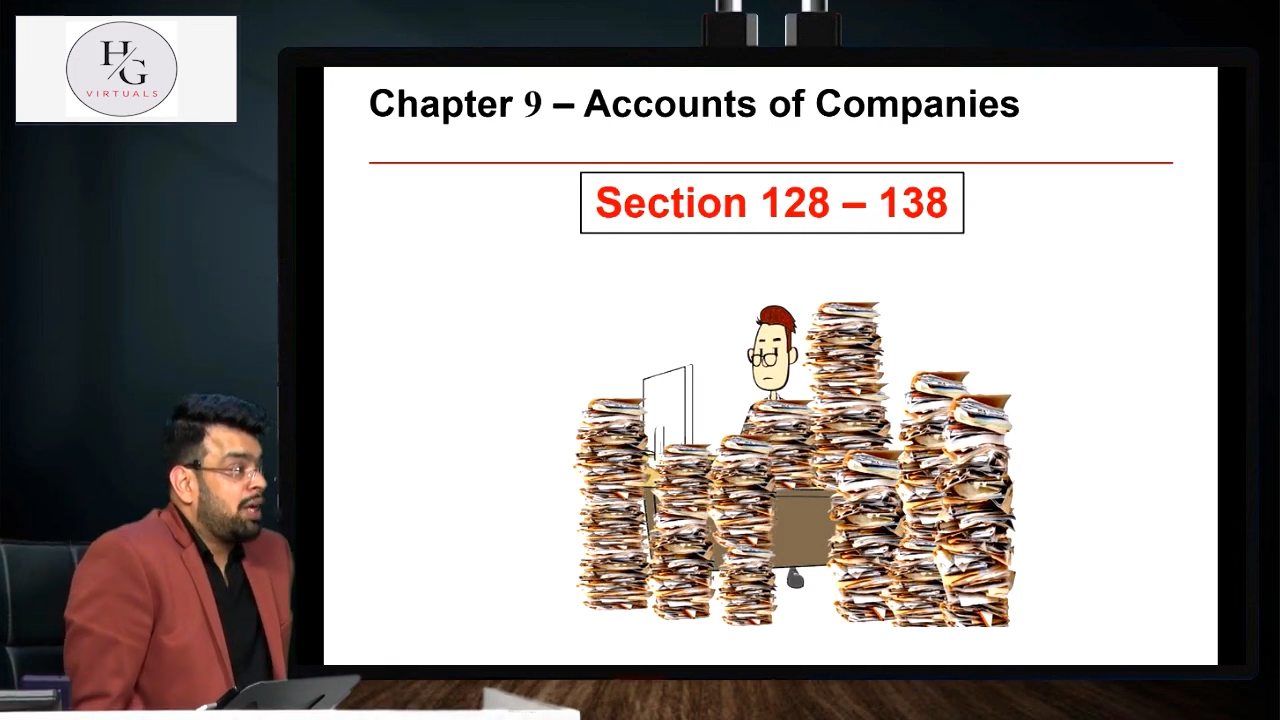 H/G
VIRTUALS
Chapter 9 – Accounts of Companies
Section 128 – 138